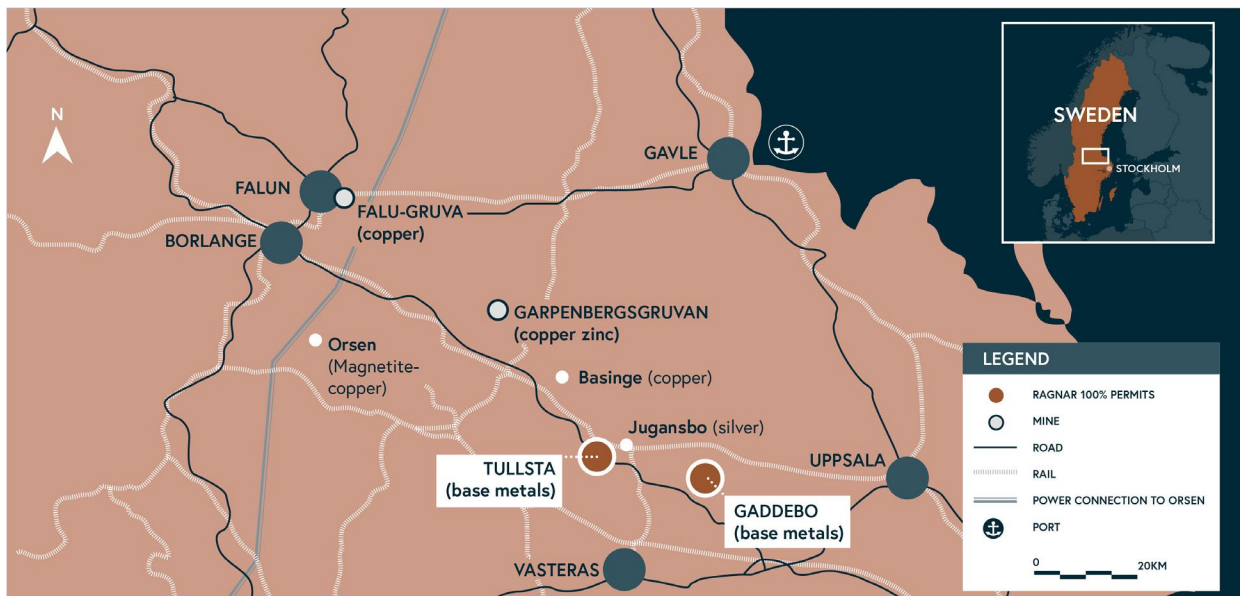 N
SWEDEN
STOCKHOLM
GAVLE
FALUN
FALU-GRUVA
(copper)
BORLANGE
GARPENBERGSGRUVAN
(copper zinc)
Orsen
(Magnetite-
copper)
Basinge (copper)
Jugansbo (silver)
TULLSTA
(base metals)
UPPSALA
GADDEBO
(base metals)
VASTERAS
LEGEND
RAGNAR 100% PERMITS
MINE
ROAD
RAIL
POWER CONNECTION TO ORSEN
PORT
0 20KM